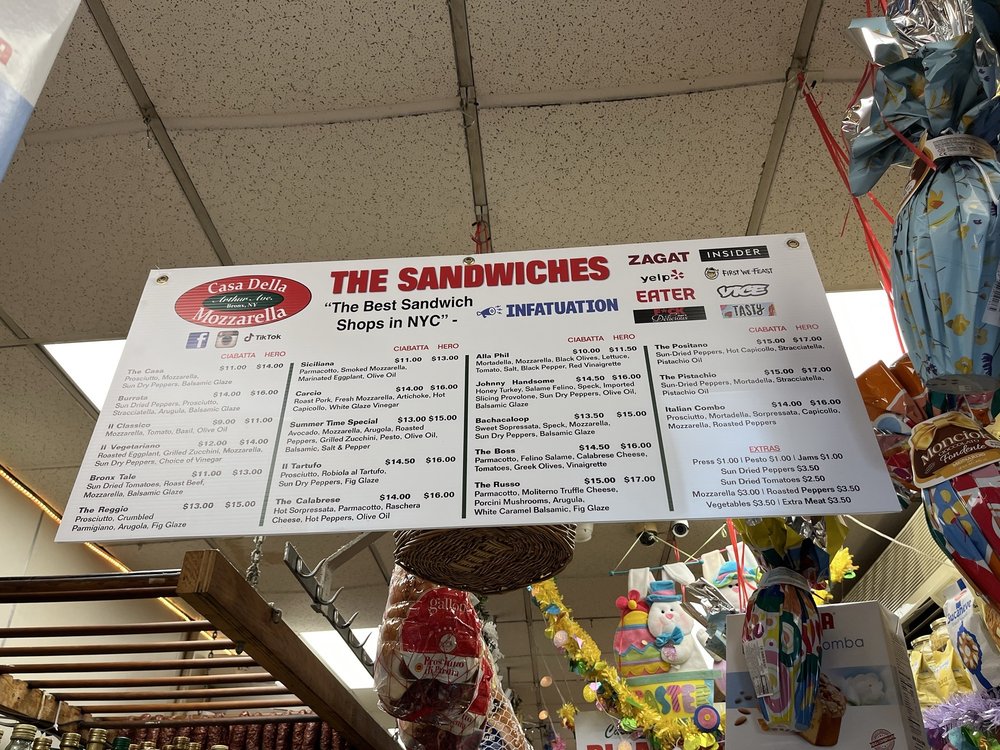 Casa Della
Arthur Ave.
Bronx, NY
Mozzarella
TikTok
THE SANDWICHES
"The Best Sandwich
Shops in NYC" -
INFATUATION
ZAGAT
INSIDER
yelp
FIRST WE FEAST
EATER
VICE
Delicious
TASTY
CIABATTA HERO
The Casa $11.00 $14.00
Prosciutto, Mozzarella,
Sun Dry Peppers, Balsamic Glaze
Burrata $14.00 $16.00
Sun Dried Peppers, Prosciutto,
Stracciatella, Arugula, Balsamic Glaze
Il Classico $9.00 $11.00
Mozzarella, Tomato, Basil, Olive Oil
Il Vegetariano $12.00 $14.00
Roasted Eggplant, Grilled Zucchini, Mozzarella,
Sun Dry Peppers, Choice of Vinegar
Bronx Tale $11.00 $13.00
Sun Dried Tomatoes, Roast Beef,
Mozzarella, Balsamic Glaze
The Reggio $13.00 $15.00
Prosciutto, Crumbled
Parmigiano, Arugola, Fig Glaze
CIABATTA HERO
Siciliana $11.00 $13.00
Parmacotto, Smoked Mozzarella,
Marinated Eggplant, Olive Oil
Carcio $14.00 $16.00
Roast Pork, Fresh Mozzarella, Artichoke, Hot
Capicollo, White Glaze Vinegar
Summer Time Special $13.00 $15.00
Avocado, Mozzarella, Arugula, Roasted
Peppers, Grilled Zucchini, Pesto, Olive Oil,
Balsamic, Salt & Pepper
Il Tartufo $14.50 $16.00
Prosciutto, Robiola al Tartufo,
Sun Dry Peppers, Fig Glaze
The Calabrese $14.00 $16.00
Hot Sorpressata, Parmacotto, Raschera
Cheese, Hot Peppers, Olive Oil
CIABATTA HERO
Alla Phil $10.00 $11.50
Mortadella, Mozzarella, Black Olives, Lettuce,
Tomato, Salt, Black Pepper, Red Vinaigrette
Johnny Handsome $14.50 $16.00
Honey Turkey, Salame Felino, Speck, Imported
Slicing Provolone, Sun Dry Peppers, Olive Oil,
Balsamic Glaze
Bacheloop $13.50 $15.00
Sweet Sopressata, Speck, Mozzarella,
Sun Dry Peppers, Balsamic Glaze
The Boss $14.50 $16.00
Parmacotto, Felino Salame, Calabrese Cheese,
Tomatoes, Greek Olives, Vinaigrette
The Russo $15.00 $17.00
Parmacotto, Moliterno Truffle Cheese,
Porcini Mushrooms, Arugula,
White Caramel Balsamic, Fig Glaze
CIABATTA HERO
The Positano $15.00 $17.00
Sun-Dried Peppers, Hot Capicollo, Stracciatella,
Pistachio Oil
The Pistachio $15.00 $17.00
Sun-Dried Peppers, Mortadella, Stracciatella,
Pistachio Oil
Italian Combo $14.00 $16.00
Prosciutto, Mortadella, Sorpressata, Capicollo,
Mozzarella, Roasted Peppers
EXTRAS
Press $1.00 | Pesto $1.00 | Jams $1.00
Sun Dried Peppers $3.50
Sun Dried Tomatoes $2.50
Mozzarella $3.00 | Roasted Peppers $3.50
Vegetables $3.50 | Extra Meat $3.50
Fondente
omba